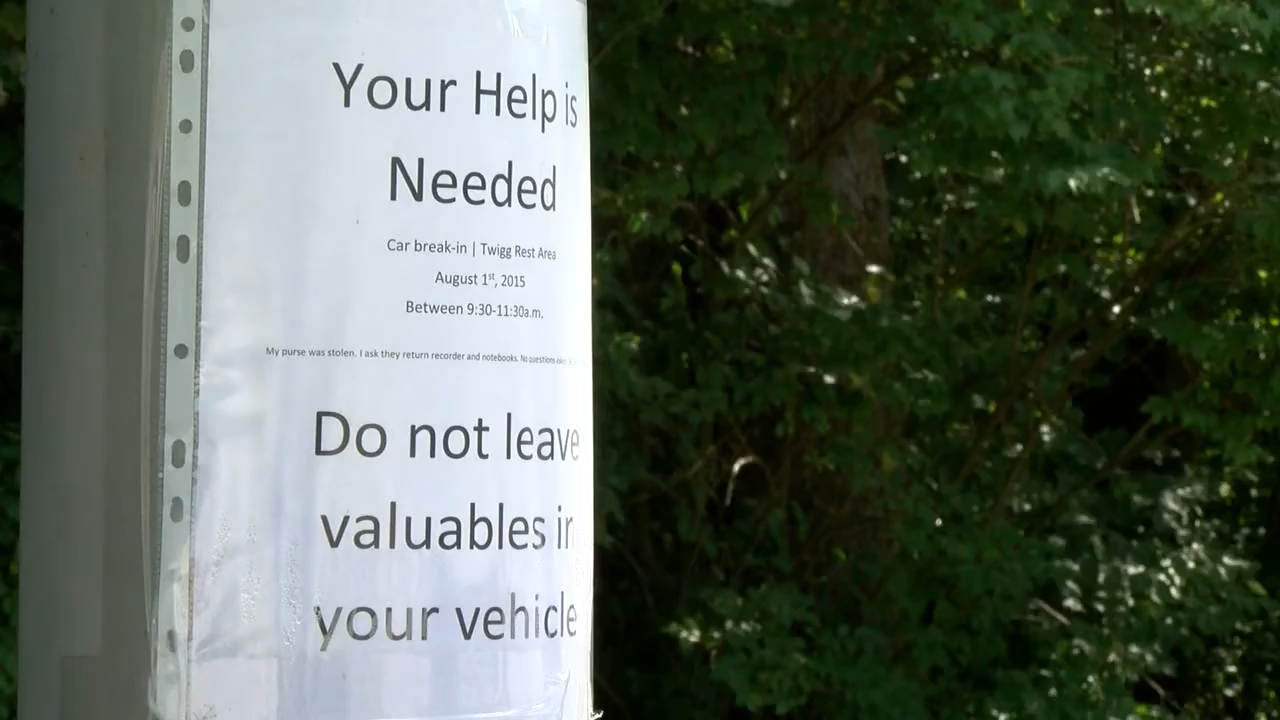 Your Help is
Needed
Car break-in | Twigg Rest Area
August 1st, 2015
Between 9:30-11:30a.m.
My purse was stolen. I ask they return recorder and notebooks. No questions
Do not leave
valuables in
your vehicle